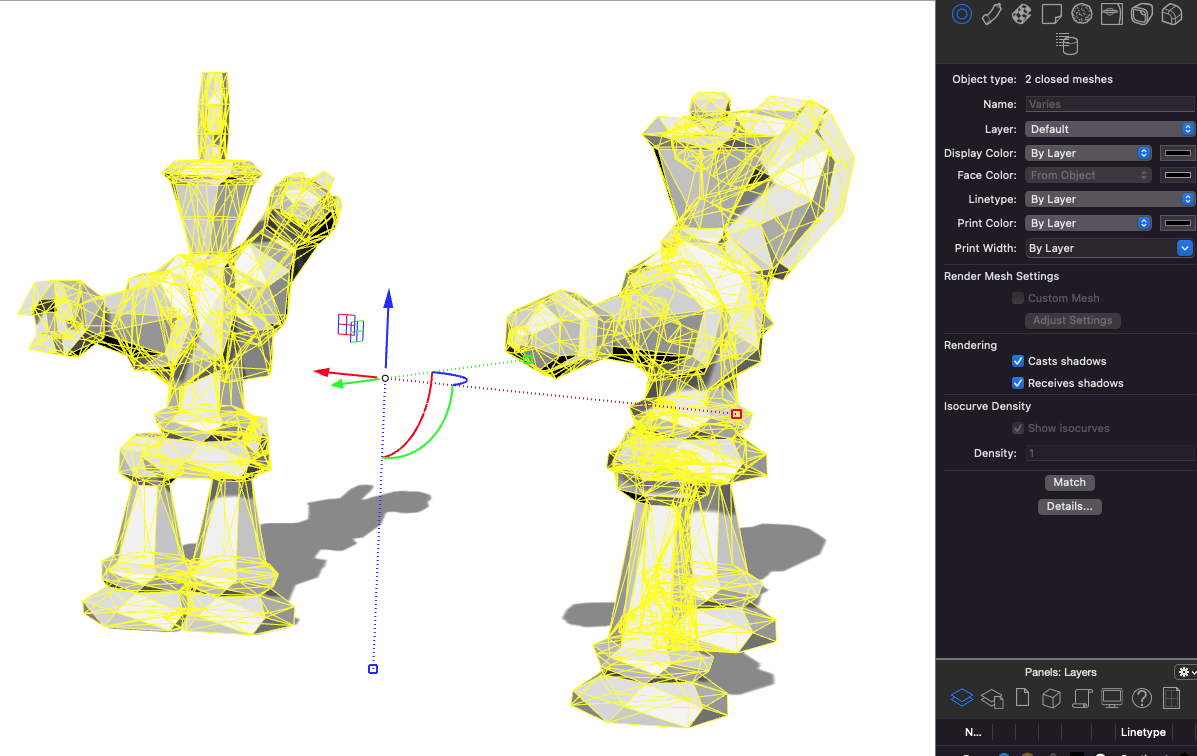 Object type: 2 closed meshes
Name: Varies
Layer: Default
Display Color: By Layer
Face Color: From Object
Linetype: By Layer
Print Color: By Layer
Print Width: By Layer
Render Mesh Settings
Custom Mesh
Adjust Settings
Rendering
Casts shadows
Receives shadows
Isocurve Density
Show isocurves
Density: 1
Match
Details...
Panels: Layers
N... Linetype